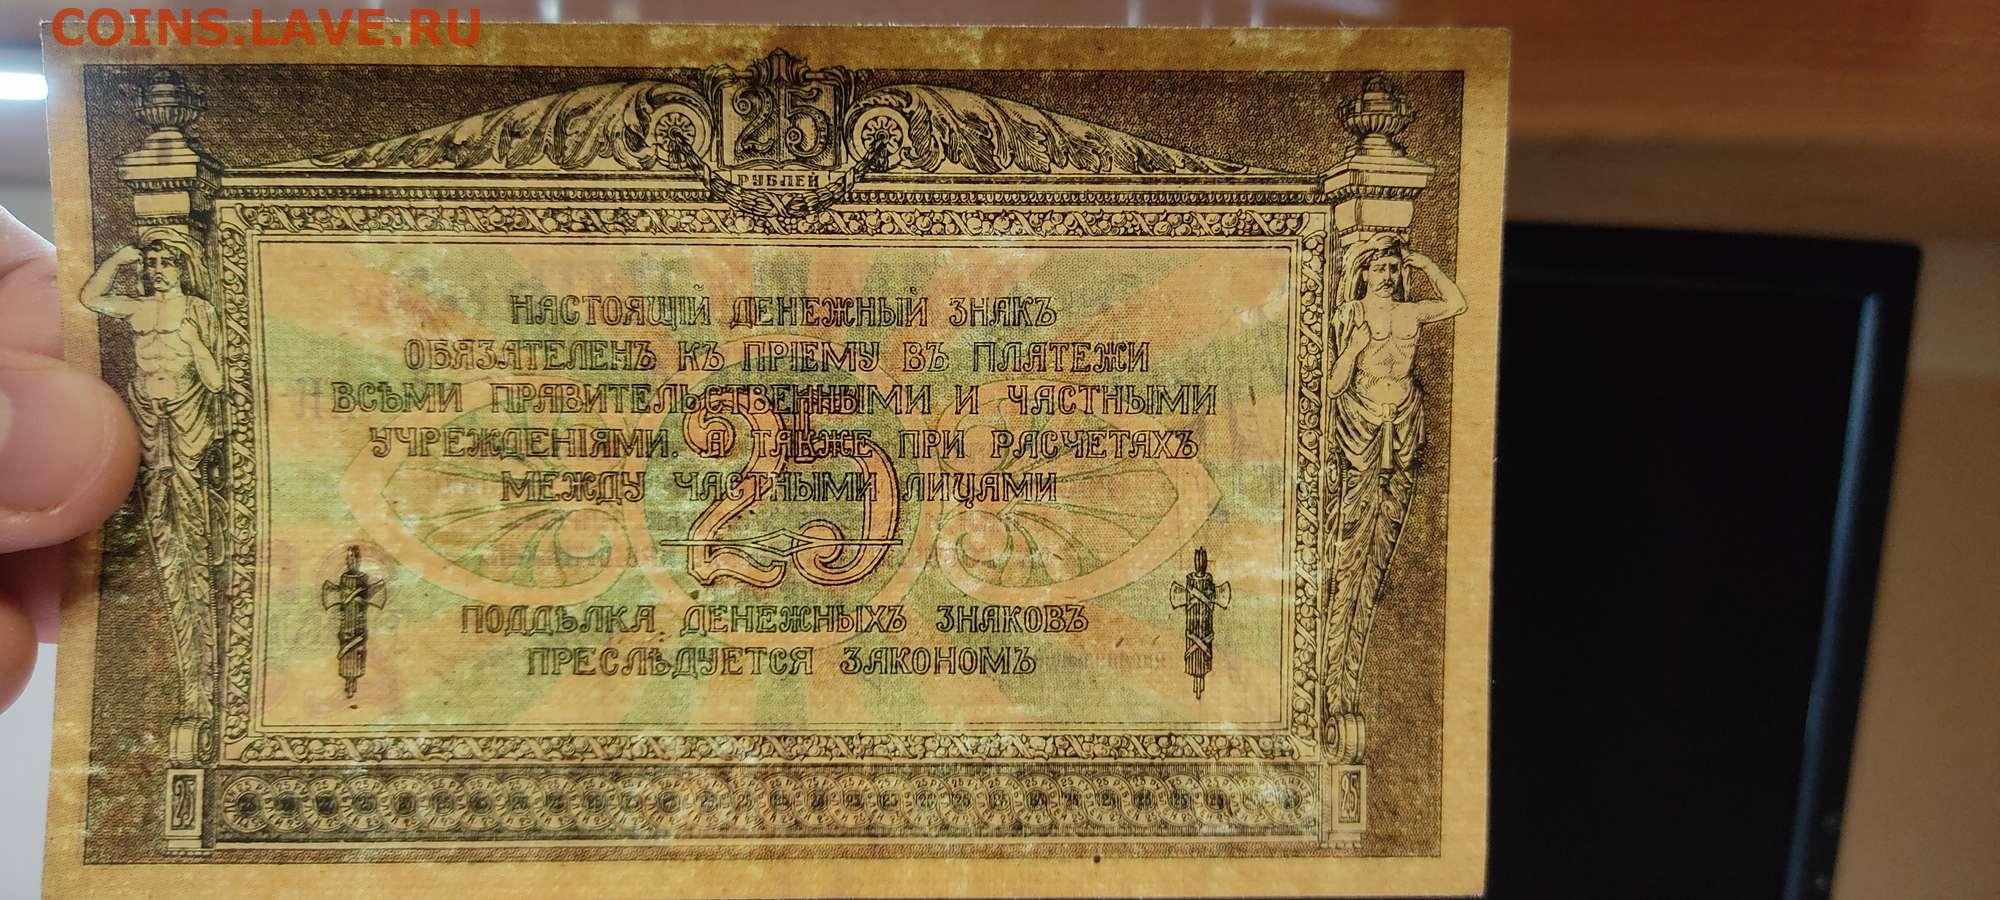 COINS.LAVE.RU
25
РУБЛЕЙ
НАСТОЯЩІЙ ДЕНЕЖНЫЙ ЗНАКЪ
ОБЯЗАТЕЛЕНЪ КЪ ПРІЕМУ ВЪ ПЛАТЕЖИ
ВСѢМИ ПРАВИТЕЛЬСТВЕННЫМИ И ЧАСТНЫМИ
УЧРЕЖДЕНІЯМИ. А ТАКЖЕ ПРИ РАСЧЕТАХЪ
МЕЖДУ ЧАСТНЫМИ ЛИЦАМИ
25
ПОДДѢЛКА ДЕНЕЖНЫХЪ ЗНАКОВЪ
ПРЕСЛѢДУЕТСЯ ЗАКОНОМЪ
25
25